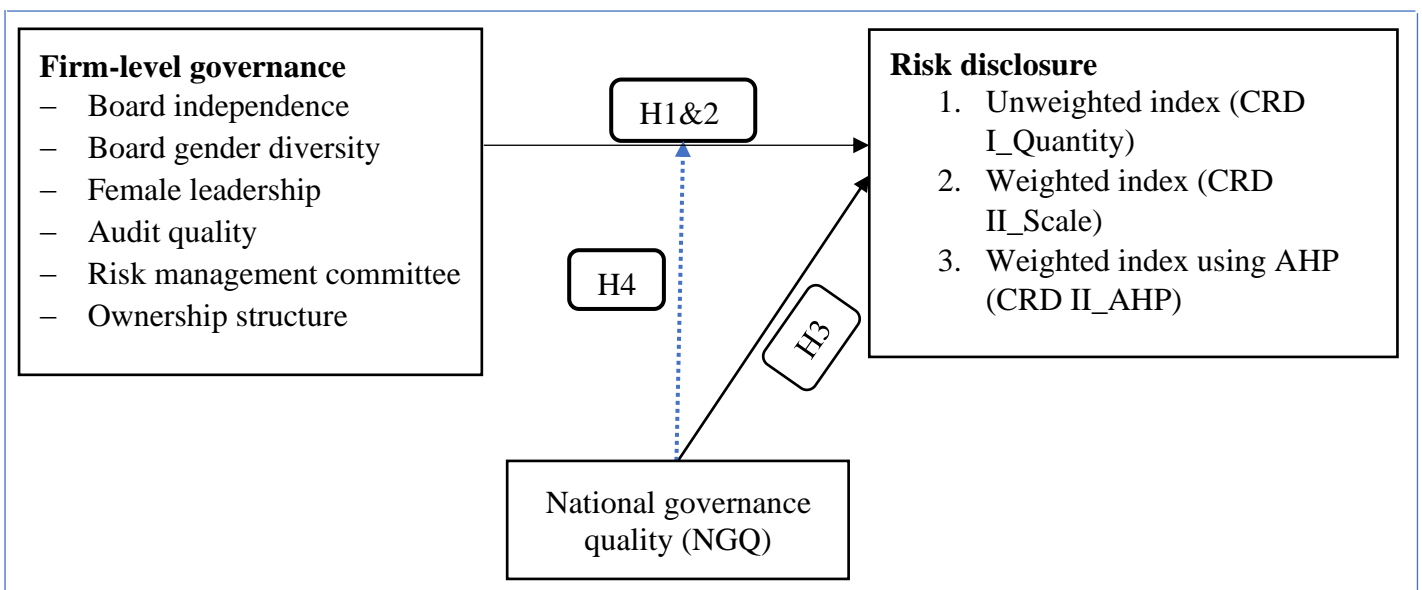 Firm-level governance
– Board independence
– Board gender diversity
– Female leadership
– Audit quality
– Risk management committee
– Ownership structure
H1&2
H4
H3
Risk disclosure
1. Unweighted index (CRD
I_Quantity)
2. Weighted index (CRD
II_Scale)
3. Weighted index using AHP
(CRD II_AHP)
National governance
quality (NGQ)